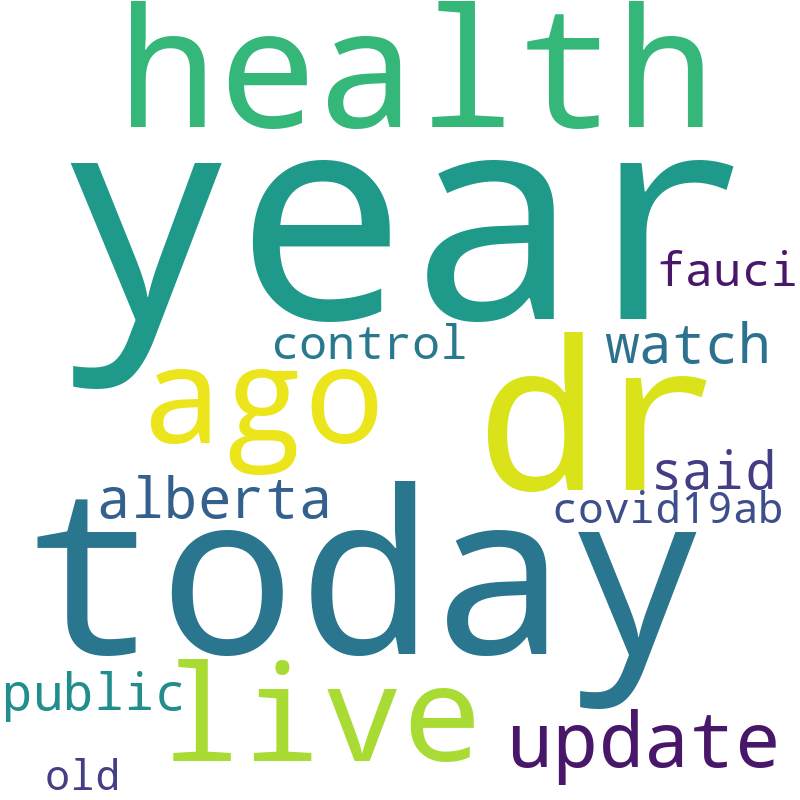 health
year
fauci
control
watch
ago
dr
said
alberta
covid19ab
today
public
live
update
old